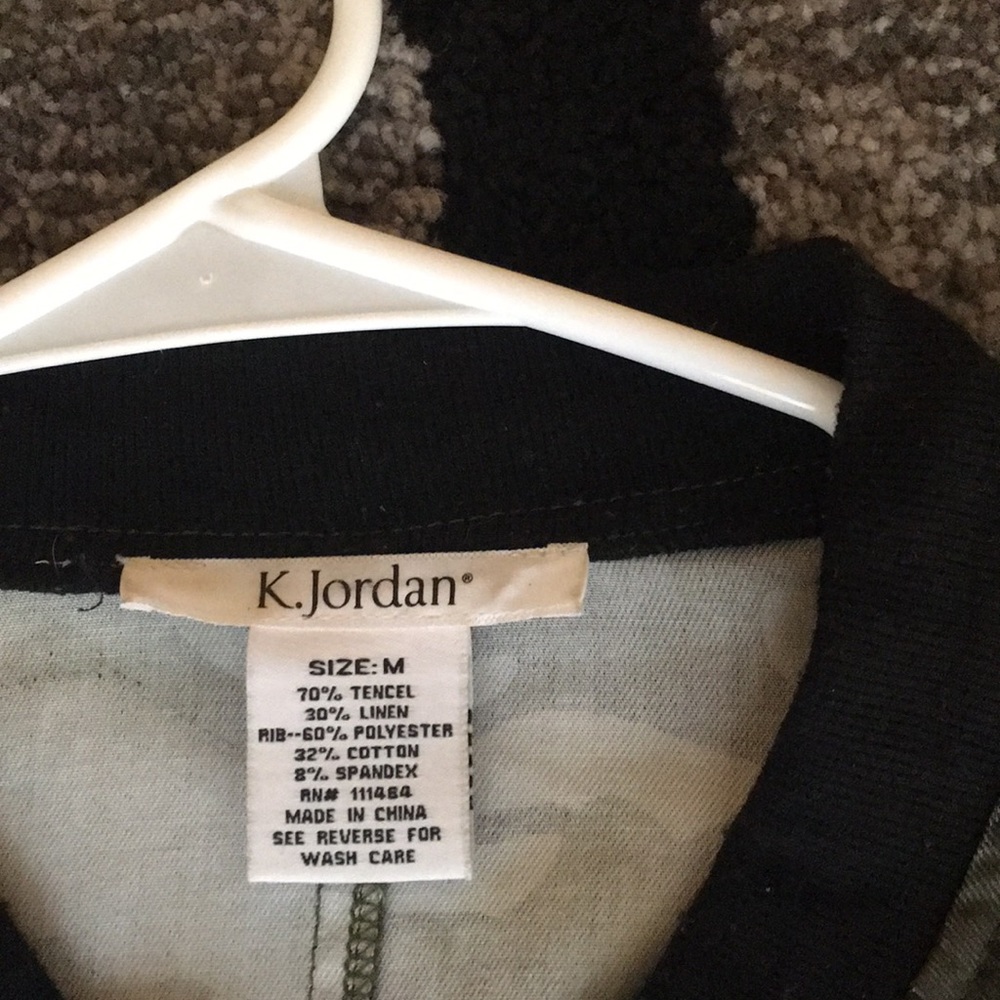 K.Jordan®
SIZE: M
70% TENCEL
30% LINEN
RIB--60% POLYESTER
32% COTTON
8% SPANDEX
RN# 111464
MADE IN CHINA
SEE REVERSE FOR
WASH CARE